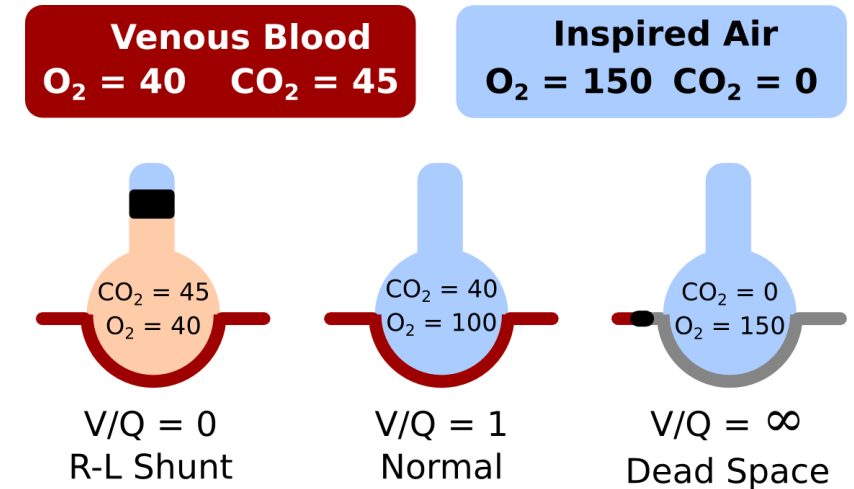 Venous Blood
O₂ = 40 CO₂ = 45
Inspired Air
O₂ = 150 CO₂ = 0
CO₂ = 45
O₂ = 40
CO₂ = 40
O₂ = 100
CO₂ = 0
O₂ = 150
V/Q = 0
R-L Shunt
V/Q = 1
Normal
V/Q = ∞
Dead Space